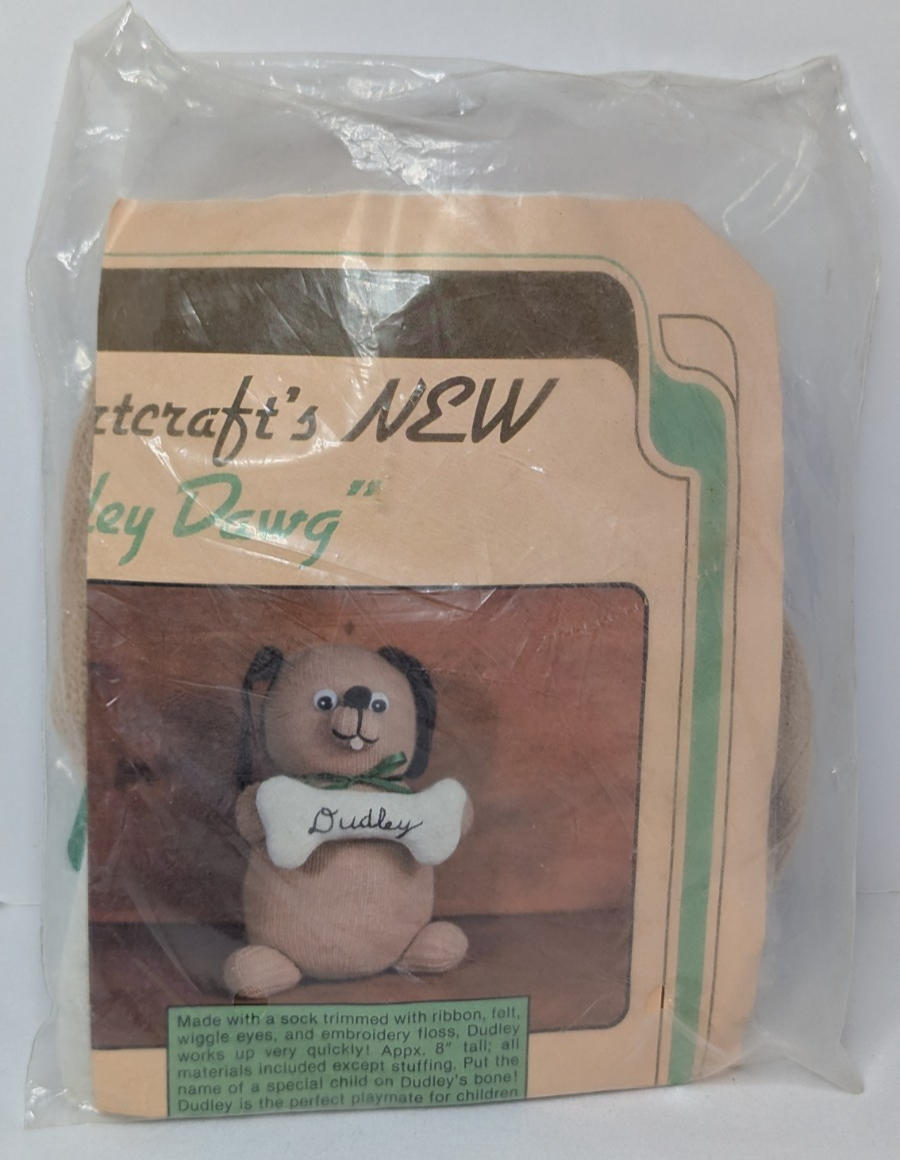 rtcraft's NEW
ley Dawg"
Dudley
Made with a sock trimmed with ribbon, felt,
wiggle eyes, and embroidery floss, Dudley
works up very quickly! Appx. 8" tall; all
materials included except stuffing. Put the
name of a special child on Dudley's bone!
Dudley is the perfect playmate for children